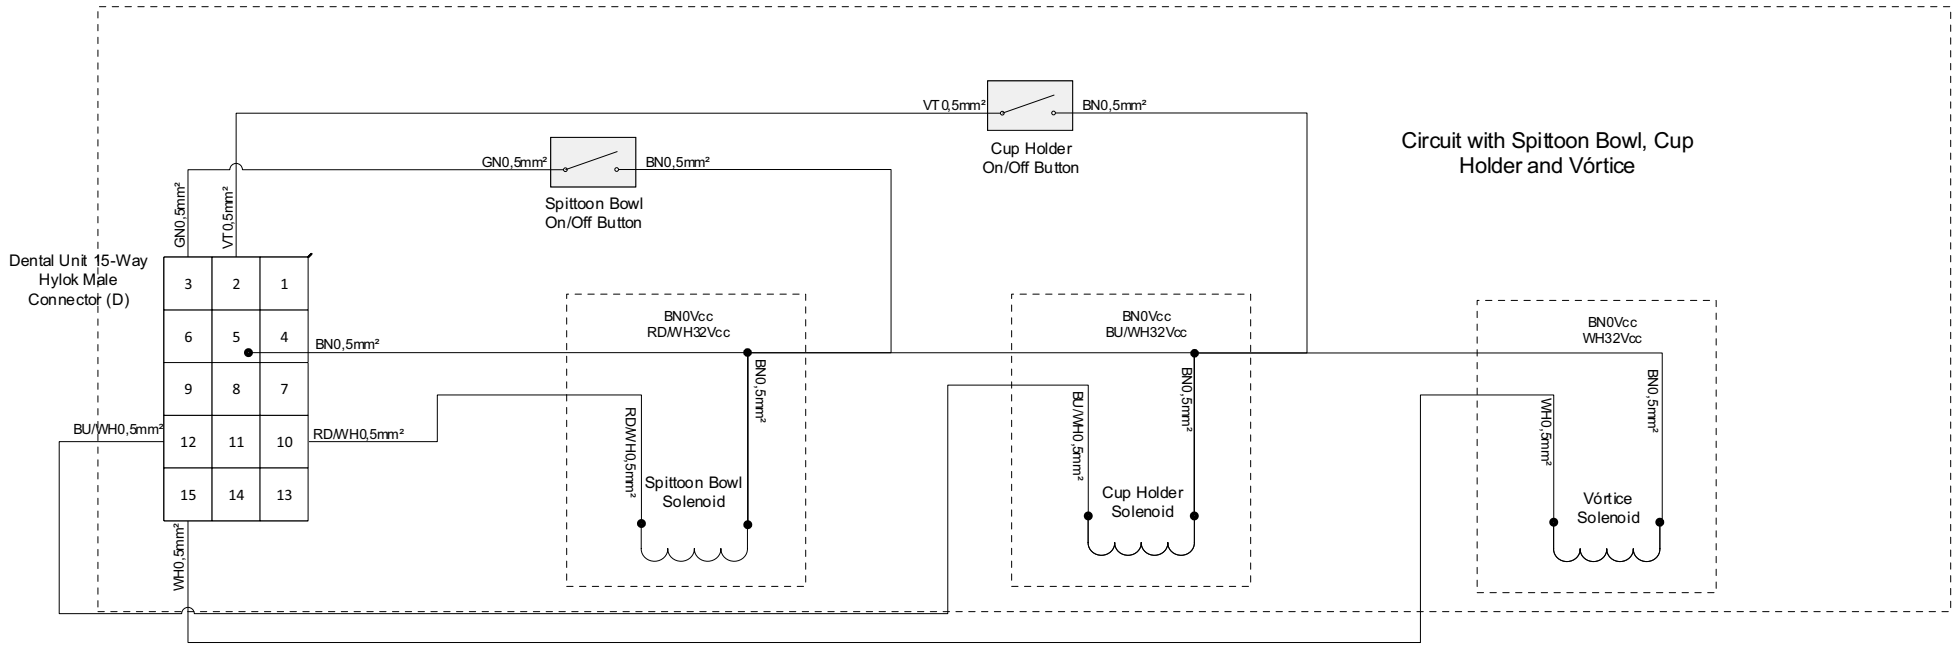 VT0,5mm²
BN0,5mm²
Cup Holder
On/Off Button
Circuit with Spittoon Bowl, Cup
Holder and Vórtice
GN0,5mm²
BN0,5mm²
Spittoon Bowl
On/Off Button
GN0,5mm²
VT0,5mm²
Dental Unit 15-Way
Hylok Male
Connector (D)
3 2 1
6 5 4
9 8 7
12 11 10
15 14 13
BN0,5mm²
BU/WH0,5mm²
RD/WH0,5mm²
WH0,5mm²
BN0Vcc
RD/WH32Vcc
BN0,5mm²
RD/WH0,5mm²
Spittoon Bowl
Solenoid
BN0Vcc
BU/WH32Vcc
BU/WH0,5mm²
BN0,5mm²
Cup Holder
Solenoid
BN0Vcc
WH32Vcc
WH0,5mm²
BN0,5mm²
Vórtice
Solenoid